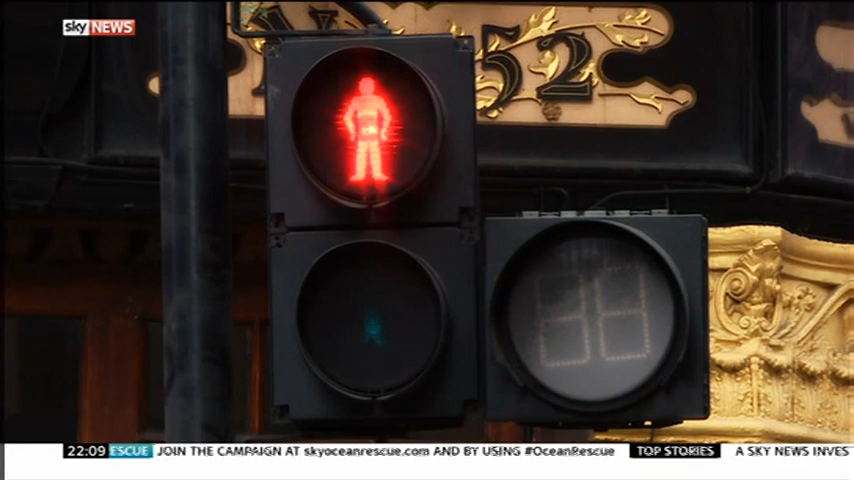 sky NEWS
52
22:09 ESCUE JOIN THE CAMPAIGN AT skyoceanrescue.com AND BY USING #OceanRescue TOP STORIES A SKY NEWS INVES